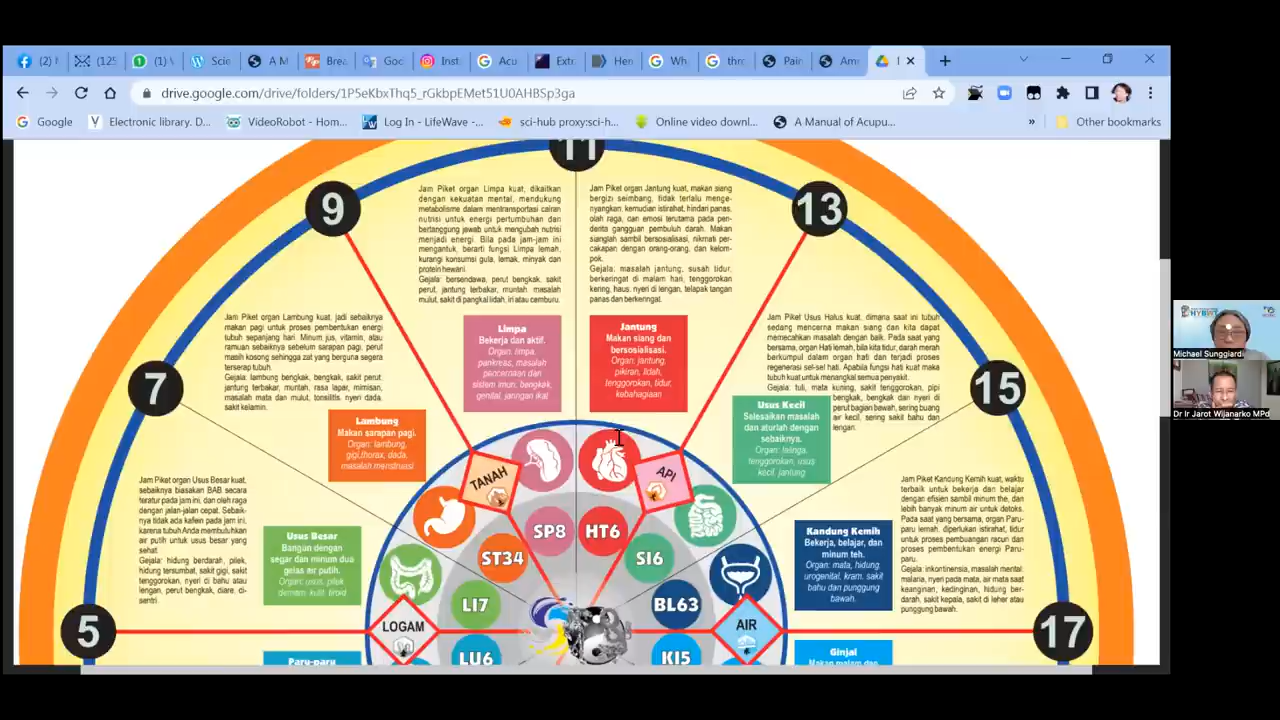 (2) F
(125
(1) \
Scie
A M
Brea
Goo
Inst
Acu
Extr
Her
Wh
thro
Pain
Am
drive.google.com/drive/folders/1P5eKbxThq5_rGkbpEMet51U0AHBSp3ga
Google
Electronic library. D...
VideoRobot - Hom...
Log In - LifeWave -...
sci-hub proxy:sci-h...
Online video downl...
A Manual of Acupu...
»
Other bookmarks
11
9
13
7
15
5
17
Jam Piket organ Limpa kuat, dikaitkan
dengan kekuatan mental, mendukung
metabolisme dalam mentransportasi cairan
nutrisi untuk energi pertumbuhan dan
bertanggung jawab untuk mengubah nutrisi
menjadi energi. Bila pada jam-jam ini
mengantuk, berarti fungsi Limpa lemah,
kurangi konsumsi gula, lemak, minyak dan
protein hewani.
Gejala: bersendawa, perut bengkak, sakit
perut, jantung terbakar, muntah masalah
mulut, sakit di pangkal lidah, iri atau cemburu.
Jam Piket organ Jantung kuat, makan siang
bergizi seimbang, tidak terlalu menge-
nyangkan, kemudian istirahat, hindari panas,
olah raga, dan emosi terutama pada pen-
derita gangguan pembuluh darah. Makan
sianglah sambil bersosialisasi, nikmati per-
cakapan dengan orang-orang, dan kelom-
pok.
Gejala: masalah jantung, susah tidur,
berkeringat di malam hari, tenggorokan
kering, haus, nyeri di lengan, telapak tangan
panas dan berkeringat.
Jam Piket organ Lambung kuat, jadi sebaiknya
makan pagi untuk proses pembentukan energi
tubuh sepanjang hari. Minum jus, vitamin, atau
ramuan sebaiknya sebelum sarapan pagi, perut
masih kosong sehingga zat berguna segera
terserap tubuh.
Gejala: lambung bengkak, bengkak, sakit perut,
jantung terbakar, muntah, rasa lapar, mimisan,
masalah mata dan mulut, tonsilitis, nyeri dada,
sakit kelamin.
Limpa
Bekerja dan aktif.
Organ: limpa,
pankreas, masalah
pencernaan dan
sistem imun, bengkak,
genital, jaringan ikat
Jantung
Makan siang dan
bersosialisasi.
Organ: jantung,
pikiran, lidah,
tenggorokan, tidur,
kebahagiaan
Jam Piket Usus Halus kuat, dimana saat ini tubuh
sedang mencerna makan siang dan kita dapat
memecahkan masalah dengan baik. Pada saat yang
bersama, organ Hati lemah, bila kita tidur, darah merah
berkumpul dalam organ hati dan terjadi proses
regenerasi sel-sel hati. Apabila fungsi hati kuat maka
tubuh kuat untuk menangkal semua penyakit.
Gejala: tuli, mata kuning, sakit tenggorokan, pipi
bengkak, bengkak dan nyeri di
perut bagian bawah, sering buang
air kecil, sering sakit bahu dan
lengan.
Lambung
Makan sarapan pagi.
Organ: lambung,
gigi,thorax, dada,
masalah menstruasi
Usus Kecil
Selesaikan masalah
dan aturlah dengan
sebaiknya.
Organ: telinga,
tenggorokan, usus
kecil, jantung
Jam Piket organ Usus Besar kuat,
sebaiknya biasakan BAB secara
teratur pada jam ini, dan olah raga
dengan jalan-jalan cepat. Sebaik-
nya tidak ada kafein pada jam ini,
karena tubuh Anda membutuhkan
air putih untuk usus besar yang
sehat.
Gejala: hidung berdarah, pilek,
hidung tersumbat, sakit gigi, sakit
tenggorokan, nyeri di bahu atau
lengan, perut bengkak, diare, di-
sentri.
Usus Besar
Bangun dengan
segar dan minum dua
gelas air putih.
Organ: usus, pilek,
demam, kulit, tiroid
Kandung Kemih
Bekerja, belajar, dan
minum teh.
Organ: mata, hidung,
urogenital, kram, sakit
bahu dan punggung
bawah.
Jam Piket Kandung Kemih kuat, waktu
terbaik untuk bekerja dan belajar
dengan efisien sambil minum the, dan
lebih banyak minum air untuk detoks.
Pada saat yang bersama, organ Paru-
paru lemah, diperlukan istirahat, hidup
untuk proses pembuangan racun dan
proses pembentukan energi Paru-
paru.
Gejala: inkontinensia, masalah mental:
malaria, nyeri pada mata, air mata saat
keanginan, kedinginan, hidung ber-
darah, sakit kepala, sakit di leher atau
punggung bawah.
TANAH
API
SP8
HT6
ST34
SI6
LI7
BL63
LOGAM
AIR
LU6
KI5
Paru-paru
Ginjal
Makan malam dan
Michael Sunggiardi
Dr Ir Jarot Wijanarko MPd